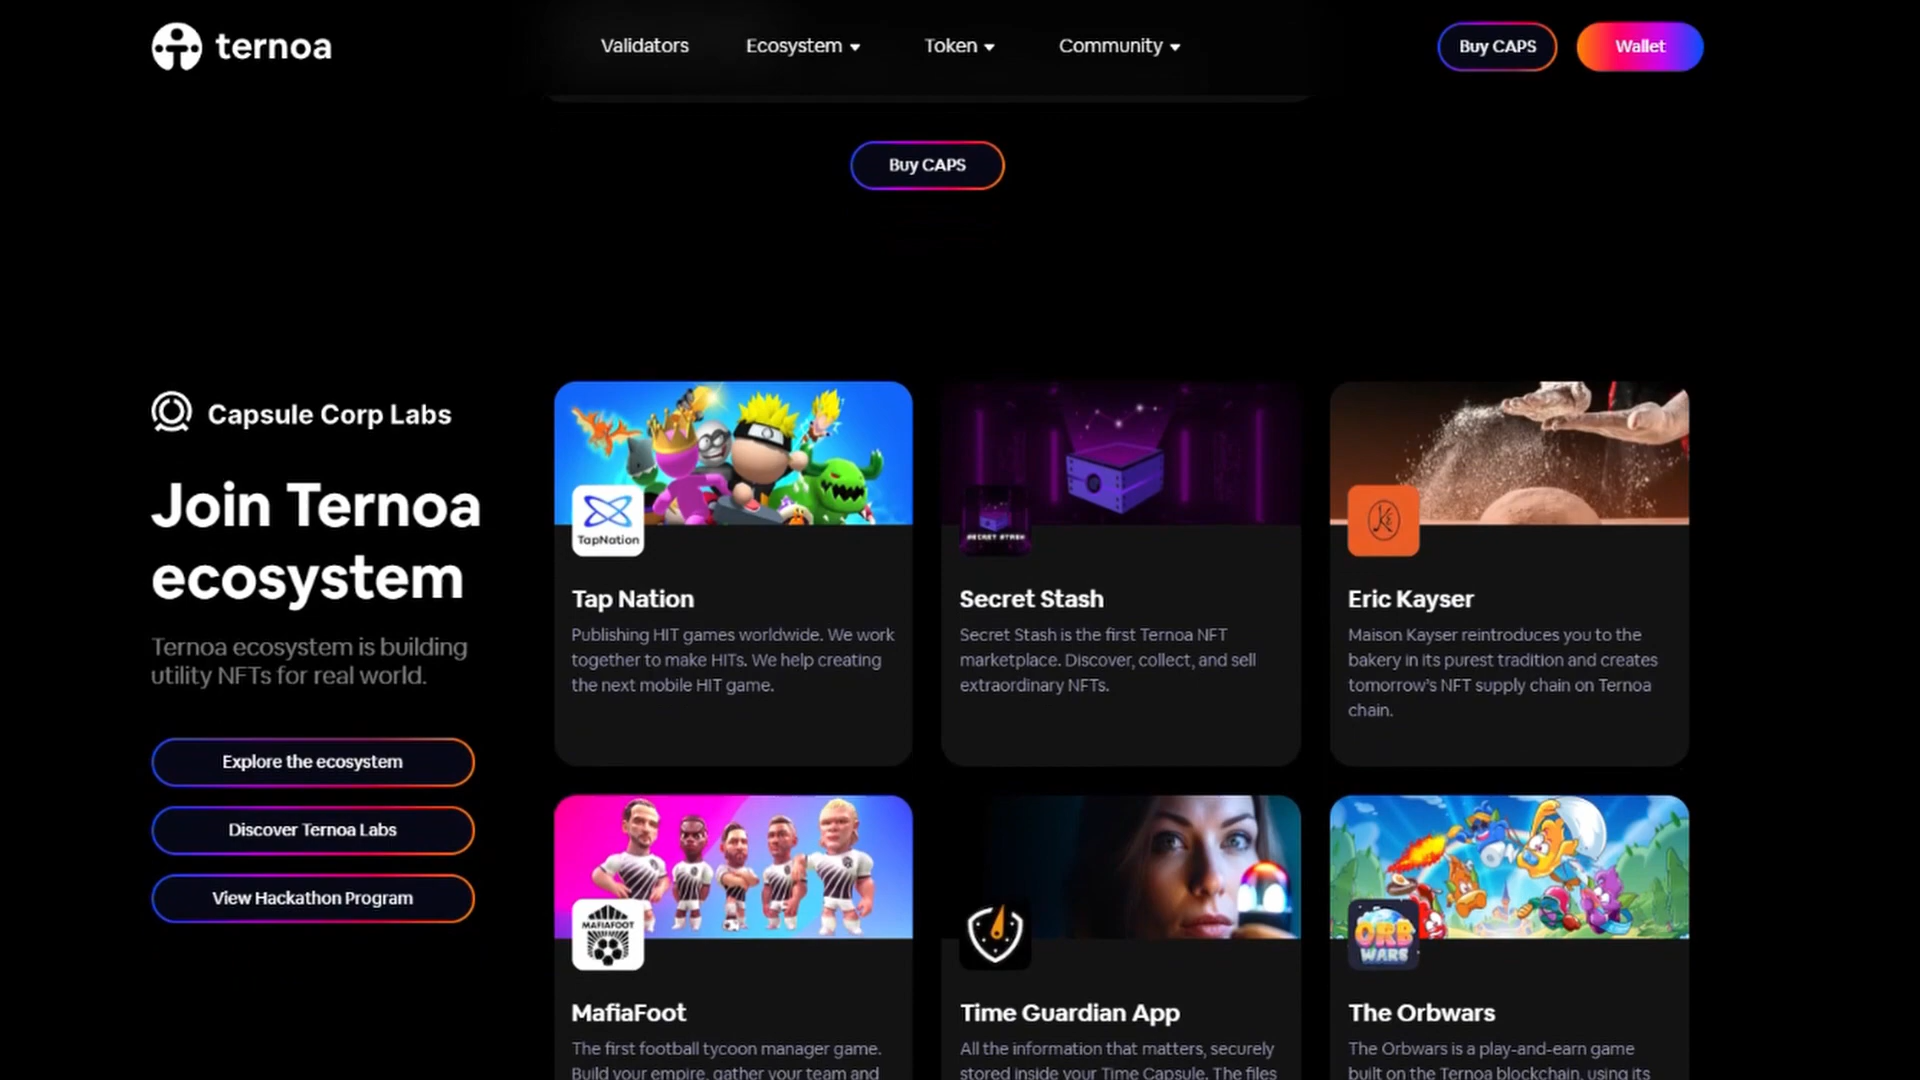 ternoa
Validators
Ecosystem
Token
Community
Buy CAPS
Wallet
Buy CAPS
Capsule Corp Labs
Join Ternoa
ecosystem
Ternoa ecosystem is building
utility NFTs for real world.
Explore the ecosystem
Discover Ternoa Labs
View Hackathon Program
TapNation
Tap Nation
Publishing HIT games worldwide. We work
together to make HITs. We help creating
the next mobile HIT game.
SECRET STASH
Secret Stash
Secret Stash is the first Ternoa NFT
marketplace. Discover, collect, and sell
extraordinary NFTs.
Eric Kayser
Maison Kayser reintroduces you to the
bakery in its purest tradition and creates
tomorrow's NFT supply chain on Ternoa
chain.
MAFIAFOOT
MafiaFoot
The first football tycoon manager game.
Build your empire, gather your team and
Time Guardian App
All the information that matters, securely
stored inside your Time Capsule. The files
ORB
WARS
The Orbwars
The Orbwars is a play-and-earn game
built on the Ternoa blockchain, using its